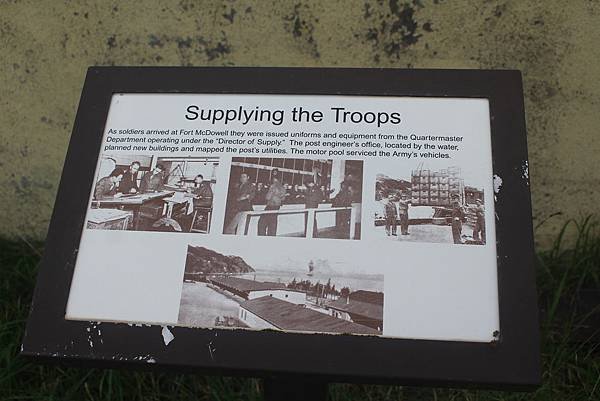 Supplying the Troops
As soldiers arrived at Fort McDowell they were issued uniforms and equipment from the Quartermaster
Department operating under the "Director of Supply." The post engineer's office, located by the water,
planned new buildings and mapped the post's utilities. The motor pool serviced the Army's vehicles.